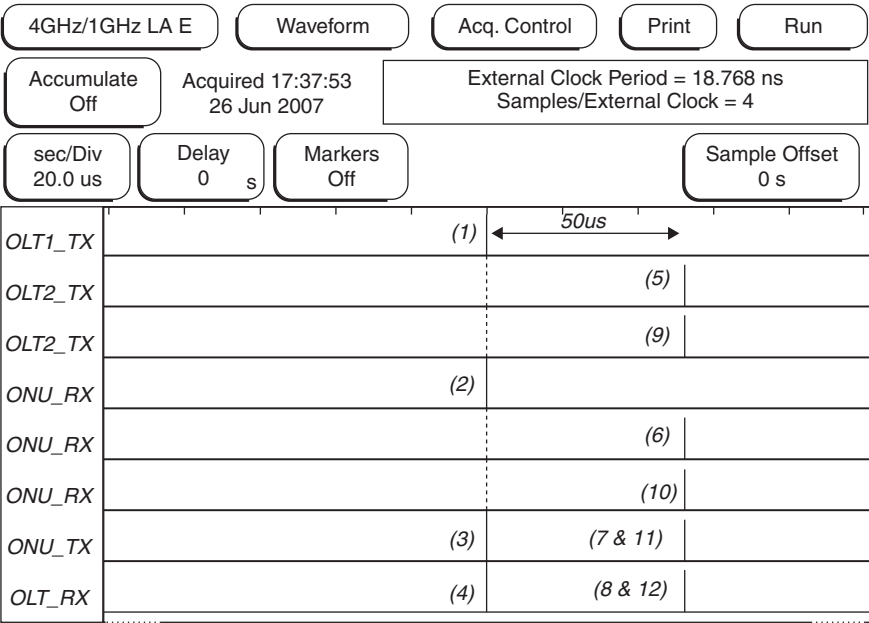 4GHz/1GHz LA E Waveform Acq. Control Print Run
Accumulate
Off
Acquired 17:37:53
26 Jun 2007
External Clock Period = 18.768 ns
Samples/External Clock = 4
sec/Div
20.0 us
Delay
0 s
Markers
Off
Sample Offset
0 s
OLT1_TX (1) 50us
OLT2_TX (5)
OLT2_TX (9)
ONU_RX (2)
ONU_RX (6)
ONU_RX (10)
ONU_TX (3) (7 & 11)
OLT_RX (4) (8 & 12)